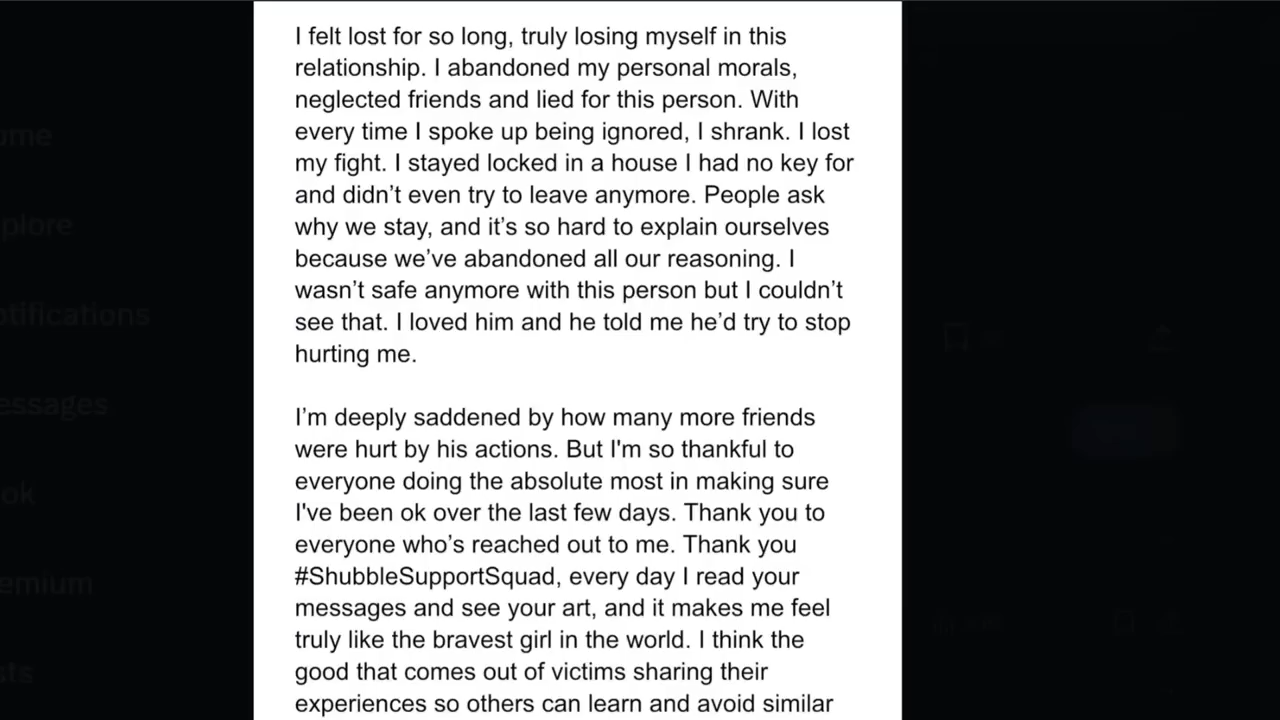 I felt lost for so long, truly losing myself in this
relationship. I abandoned my personal morals,
neglected friends and lied for this person. With
every time I spoke up being ignored, I shrank. I lost
my fight. I stayed locked in a house I had no key for
and didn’t even try to leave anymore. People ask
why we stay, and it’s so hard to explain ourselves
because we’ve abandoned all our reasoning. I
wasn’t safe anymore with this person but I couldn’t
see that. I loved him and he told me he’d try to stop
hurting me.
I’m deeply saddened by how many more friends
were hurt by his actions. But I'm so thankful to
everyone doing the absolute most in making sure
I've been ok over the last few days. Thank you to
everyone who’s reached out to me. Thank you
#ShubbleSupportSquad, every day I read your
messages and see your art, and it makes me feel
truly like the bravest girl in the world. I think the
good that comes out of victims sharing their
experiences so others can learn and avoid similar
ome
plore
otifications
essages
ok
emium
sts